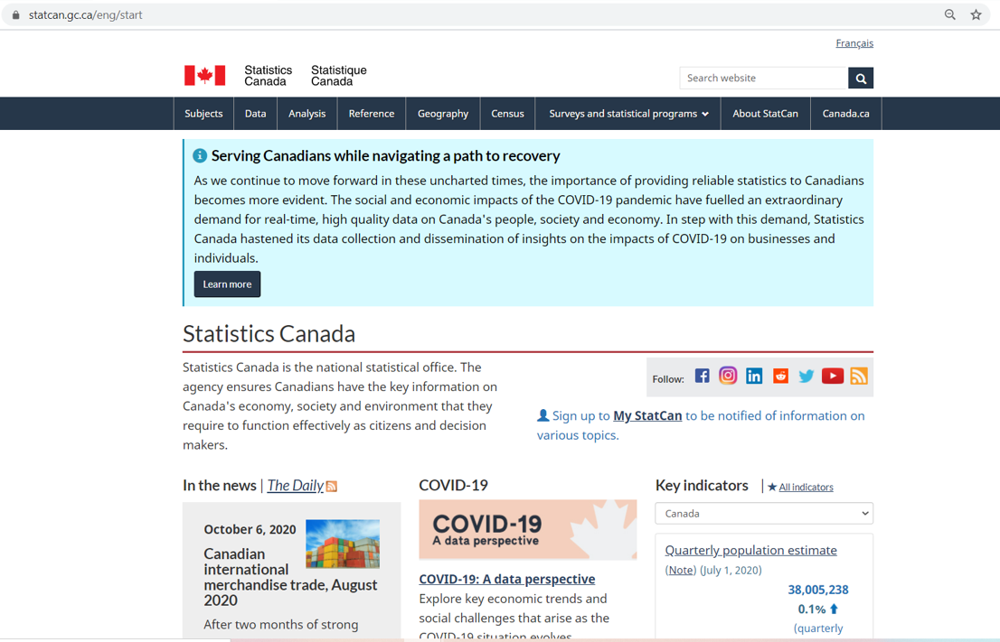 statcan.gc.ca/eng/start
Français
Statistics Canada
Statistique Canada
Search website
Subjects
Data
Analysis
Reference
Geography
Census
Surveys and statistical programs
About StatCan
Canada.ca
Serving Canadians while navigating a path to recovery
As we continue to move forward in these uncharted times, the importance of providing reliable statistics to Canadians
becomes more evident. The social and economic impacts of the COVID-19 pandemic have fuelled an extraordinary
demand for real-time, high quality data on Canada's people, society and economy. In step with this demand, Statistics
Canada hastened its data collection and dissemination of insights on the impacts of COVID-19 on businesses and
individuals.
Learn more
Statistics Canada
Statistics Canada is the national statistical office. The
agency ensures Canadians have the key information on
Canada's economy, society and environment that they
require to function effectively as citizens and decision
makers.
Follow:
Sign up to My StatCan to be notified of information on
various topics.
In the news | The Daily
October 6, 2020
Canadian
international
merchandise trade, August
2020
After two months of strong
COVID-19
COVID-19
A data perspective
COVID-19: A data perspective
Explore key economic trends and
social challenges that arise as the
COVID-19 situation evolves.
Key indicators | All indicators
Canada
Quarterly population estimate
(Note) (July 1, 2020)
38,005,238
0.1%
(quarterly